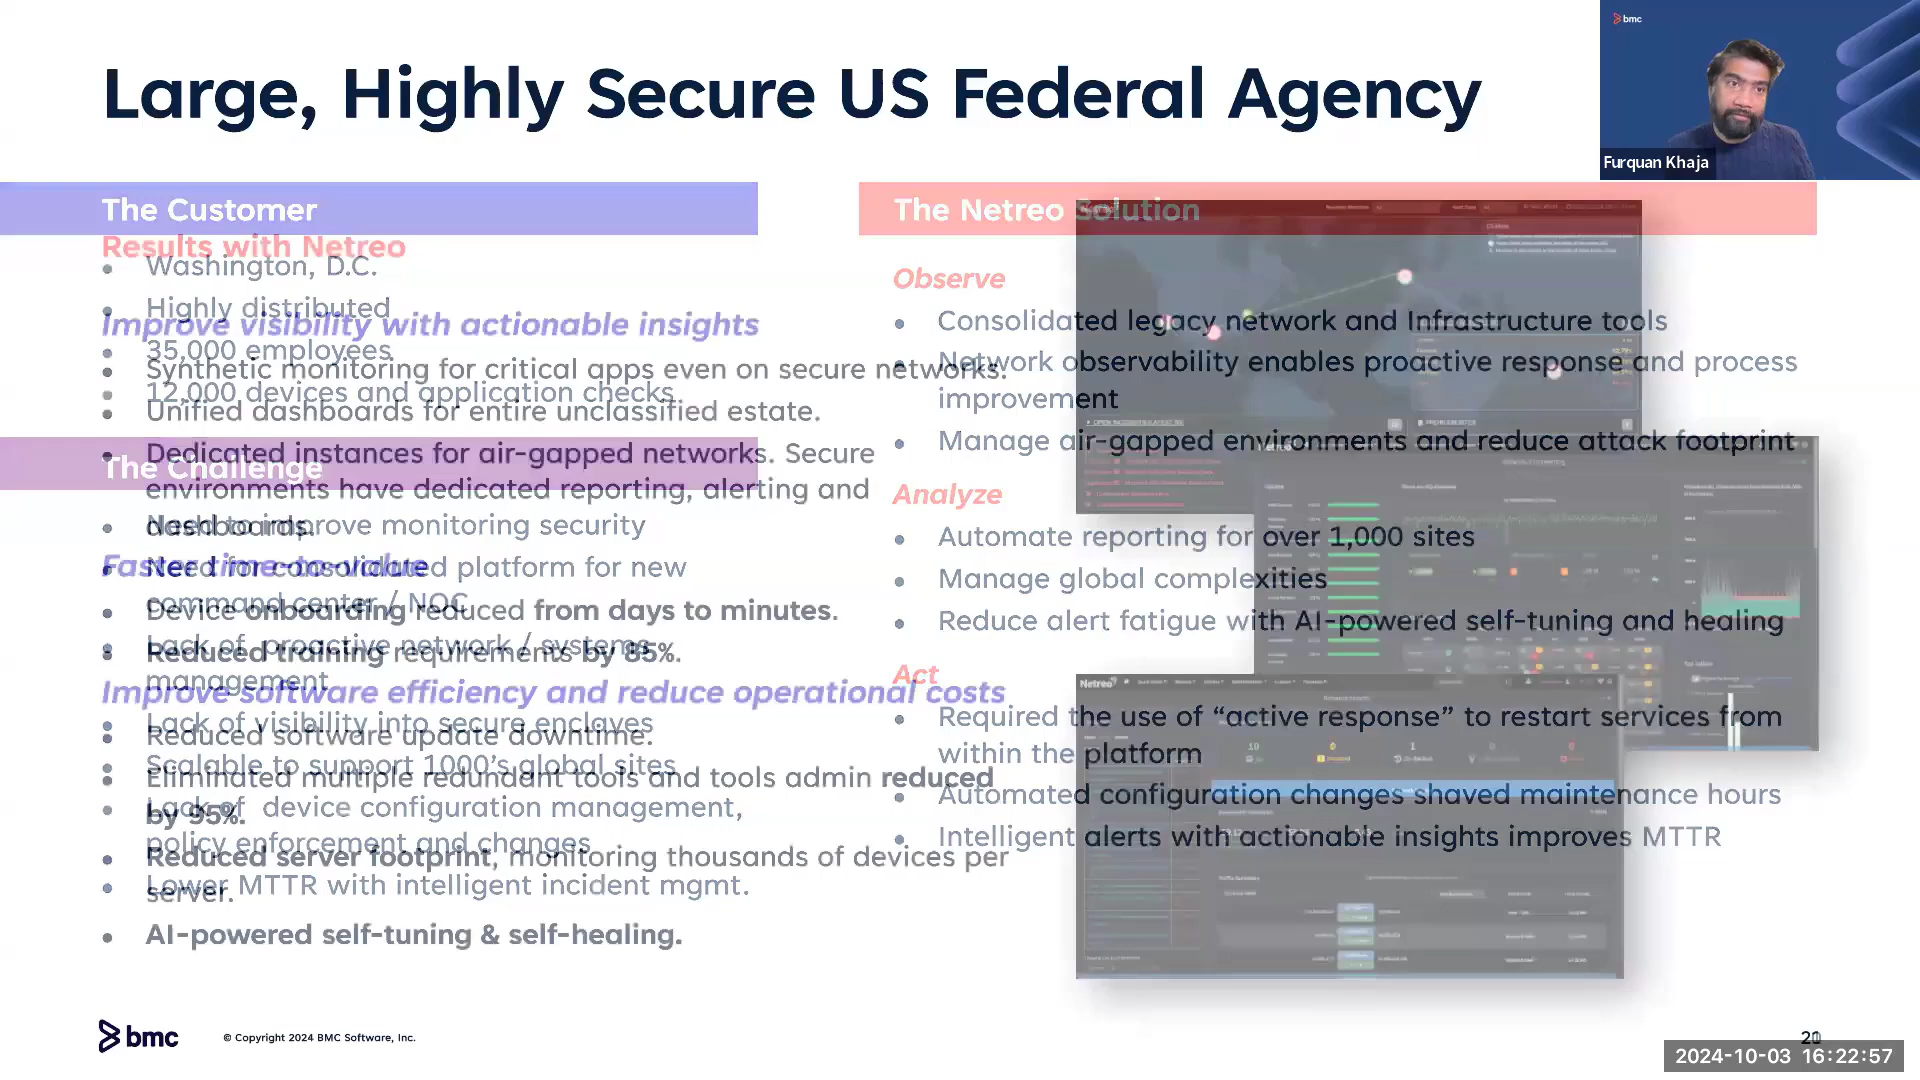 Large, Highly Secure US Federal Agency
bmc
Furquan Khaja
The Customer
Washington, D.C.
Highly distributed
35,000 employees
12,000 devices and application checks
The Challenge
Need to improve monitoring security
Need for consolidated platform for new
command center / NOC
Lack of proactive network / systems
management
Lack of visibility into secure enclaves
Scalable to support 1000's global sites
Lack of device configuration management,
policy enforcement and changes
Lower MTTR with intelligent incident mgmt.
Results with Netreo
Improve visibility with actionable insights
Synthetic monitoring for critical apps even on secure networks.
Unified dashboards for entire unclassified estate.
Dedicated instances for air-gapped networks. Secure
environments have dedicated reporting, alerting and
dashboards.
Faster time-to-value
Device onboarding reduced from days to minutes.
Reduced training requirements by 85%.
Improve software efficiency and reduce operational costs
Reduced software update downtime.
Eliminated multiple redundant tools and tools admin reduced
by 95%.
Reduced server footprint, monitoring thousands of devices per
server.
AI-powered self-tuning & self-healing.
The Netreo Solution
Observe
Consolidated legacy network and Infrastructure tools
Network observability enables proactive response and process
improvement
Manage air-gapped environments and reduce attack footprint
Analyze
Automate reporting for over 1,000 sites
Manage global complexities
Reduce alert fatigue with AI-powered self-tuning and healing
Act
Required the use of “active response” to restart services from
within the platform
Automated configuration changes shaved maintenance hours
Intelligent alerts with actionable insights improves MTTR
Netreo
bmc
© Copyright 2024 BMC Software, Inc.
2024-10-03 16:22:57